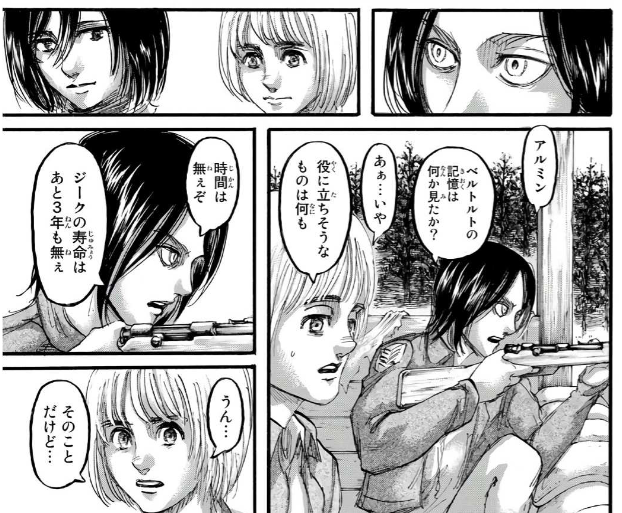 アルミン
ベルトルトの
記憶は
何か見たか？
あぁ…いや
役に立ちそうな
ものは何も
時間は
無ぇぞ
ジークの寿命は
あと３年も無ぇ
うん…
そのこと
だけど…